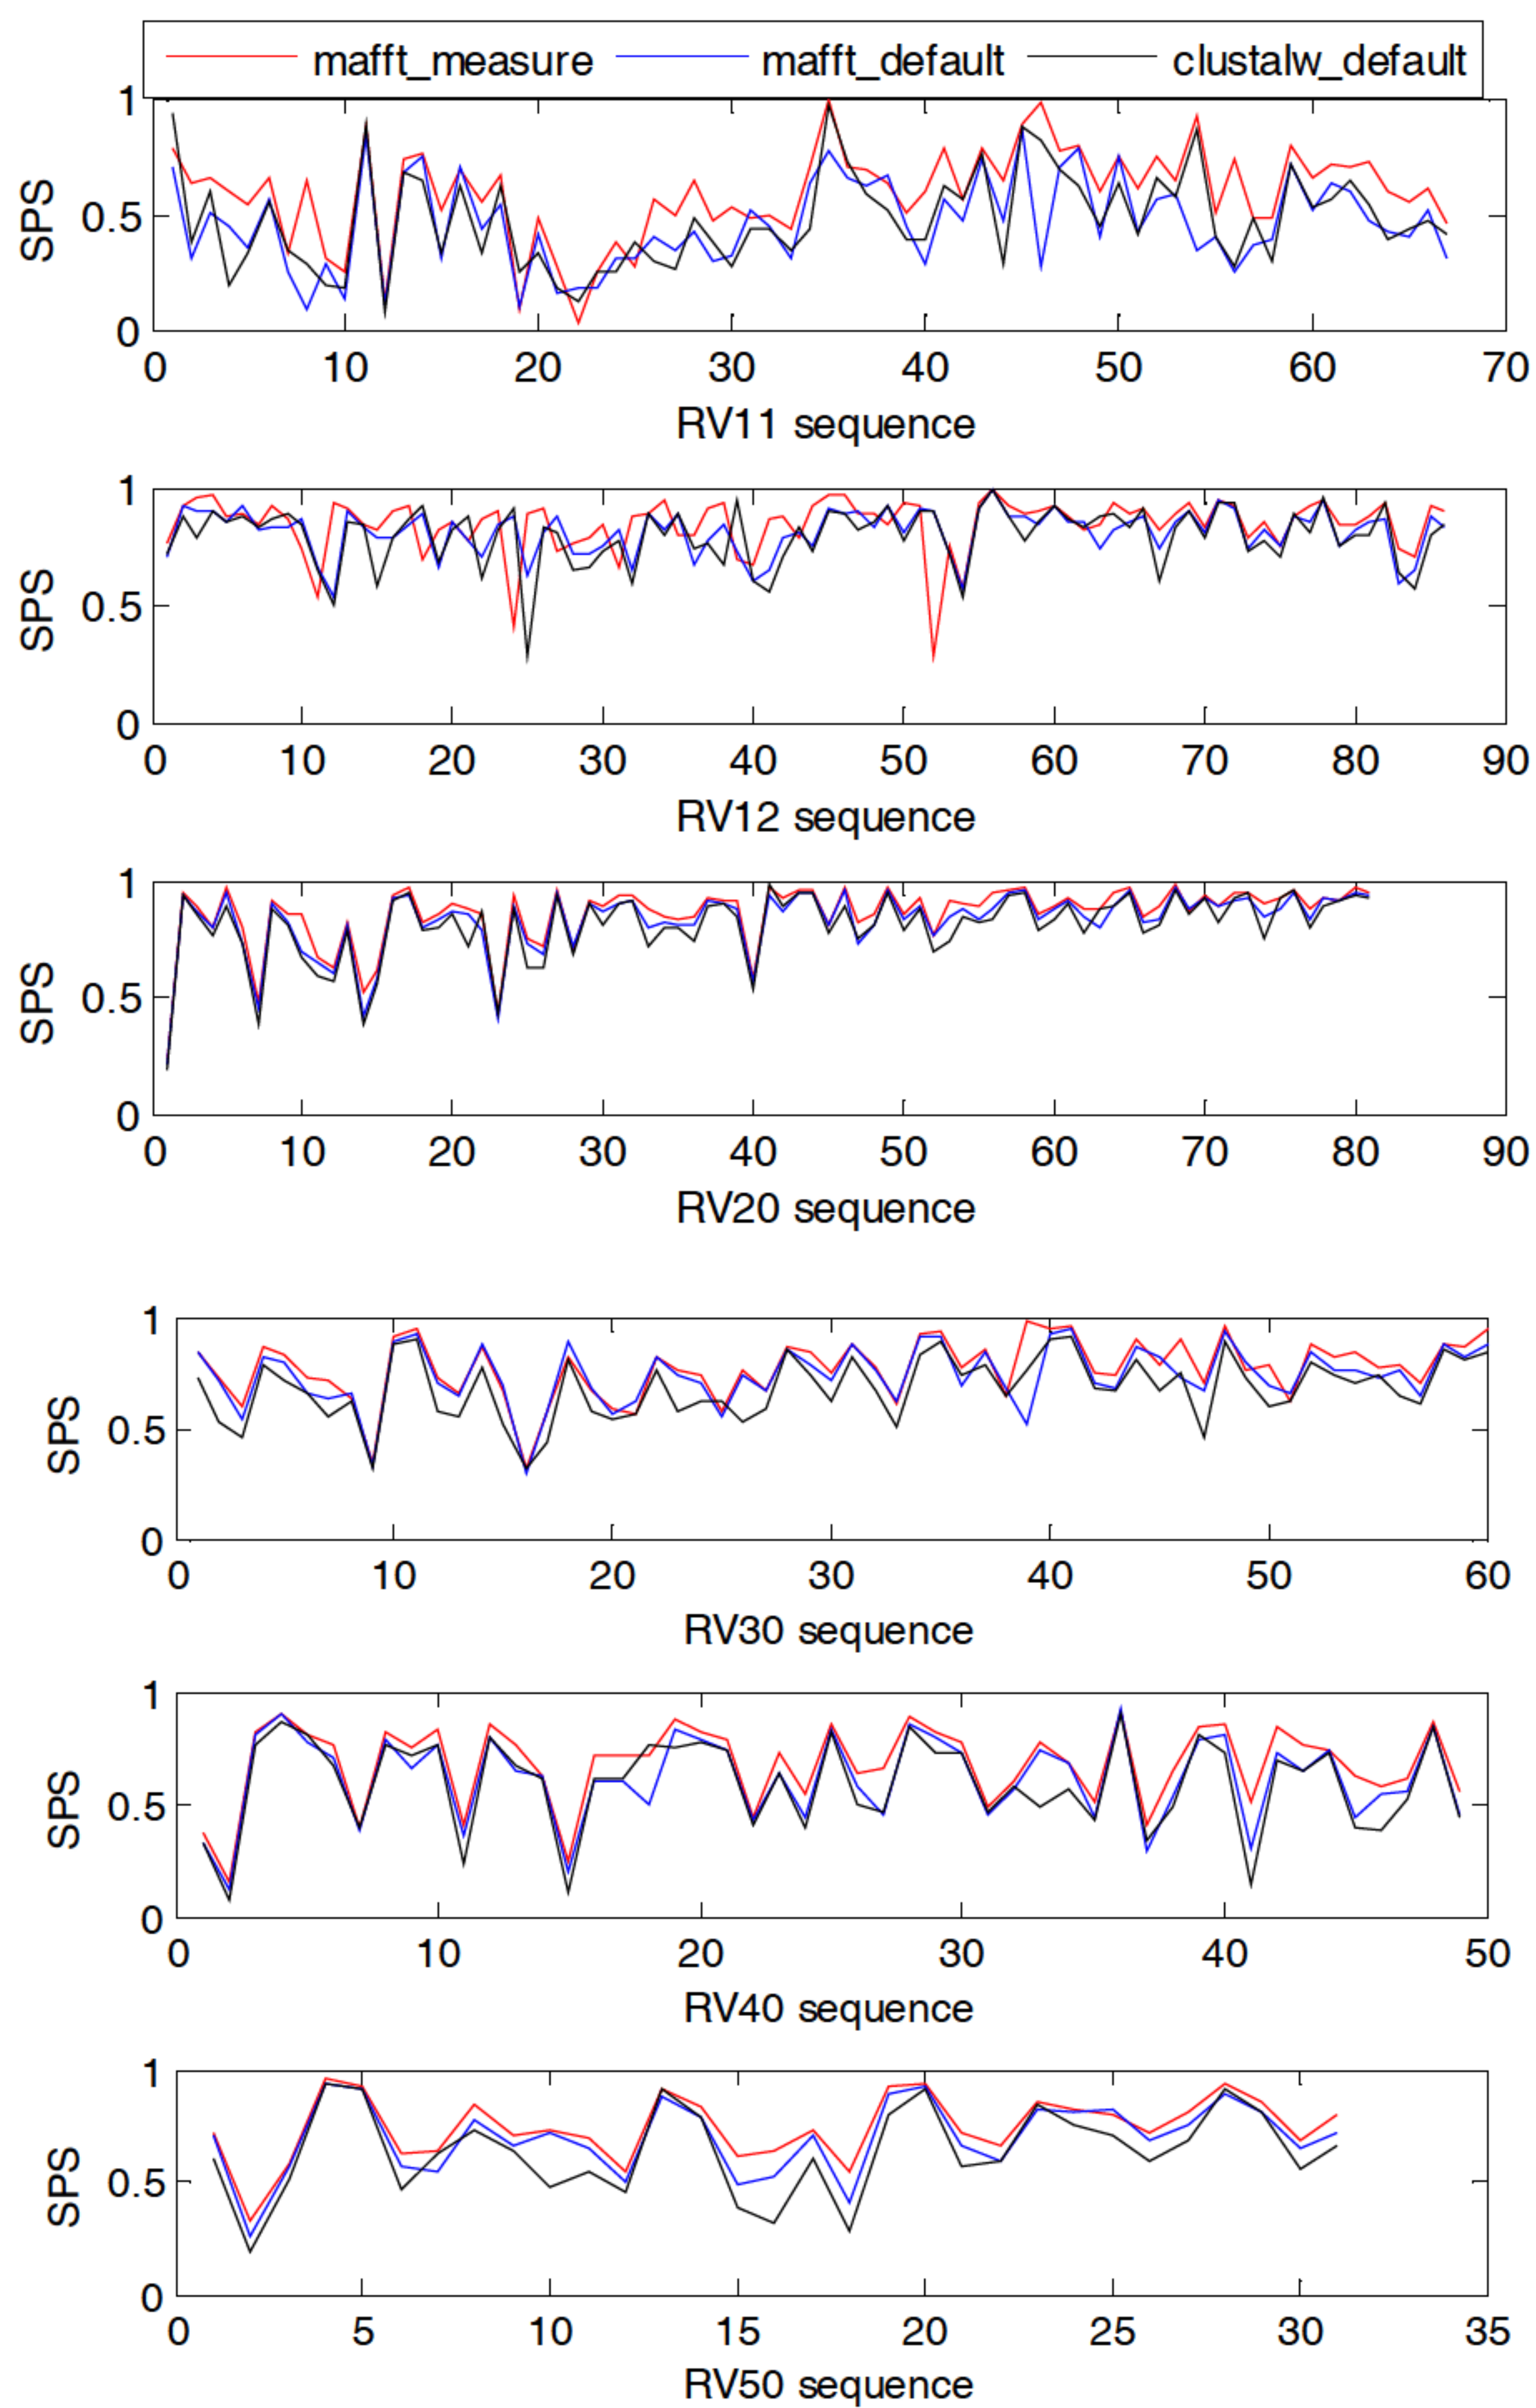 mafft_measure mafft_default clustalw_default
1
0.5
0
SPS
0 10 20 30 40 50 60 70
RV11 sequence
1
0.5
0
SPS
0 10 20 30 40 50 60 70 80 90
RV12 sequence
1
0.5
0
SPS
0 10 20 30 40 50 60 70 80 90
RV20 sequence
1
0.5
0
SPS
0 10 20 30 40 50 60
RV30 sequence
1
0.5
0
SPS
0 10 20 30 40 50
RV40 sequence
1
0.5
0
SPS
0 5 10 15 20 25 30 35
RV50 sequence